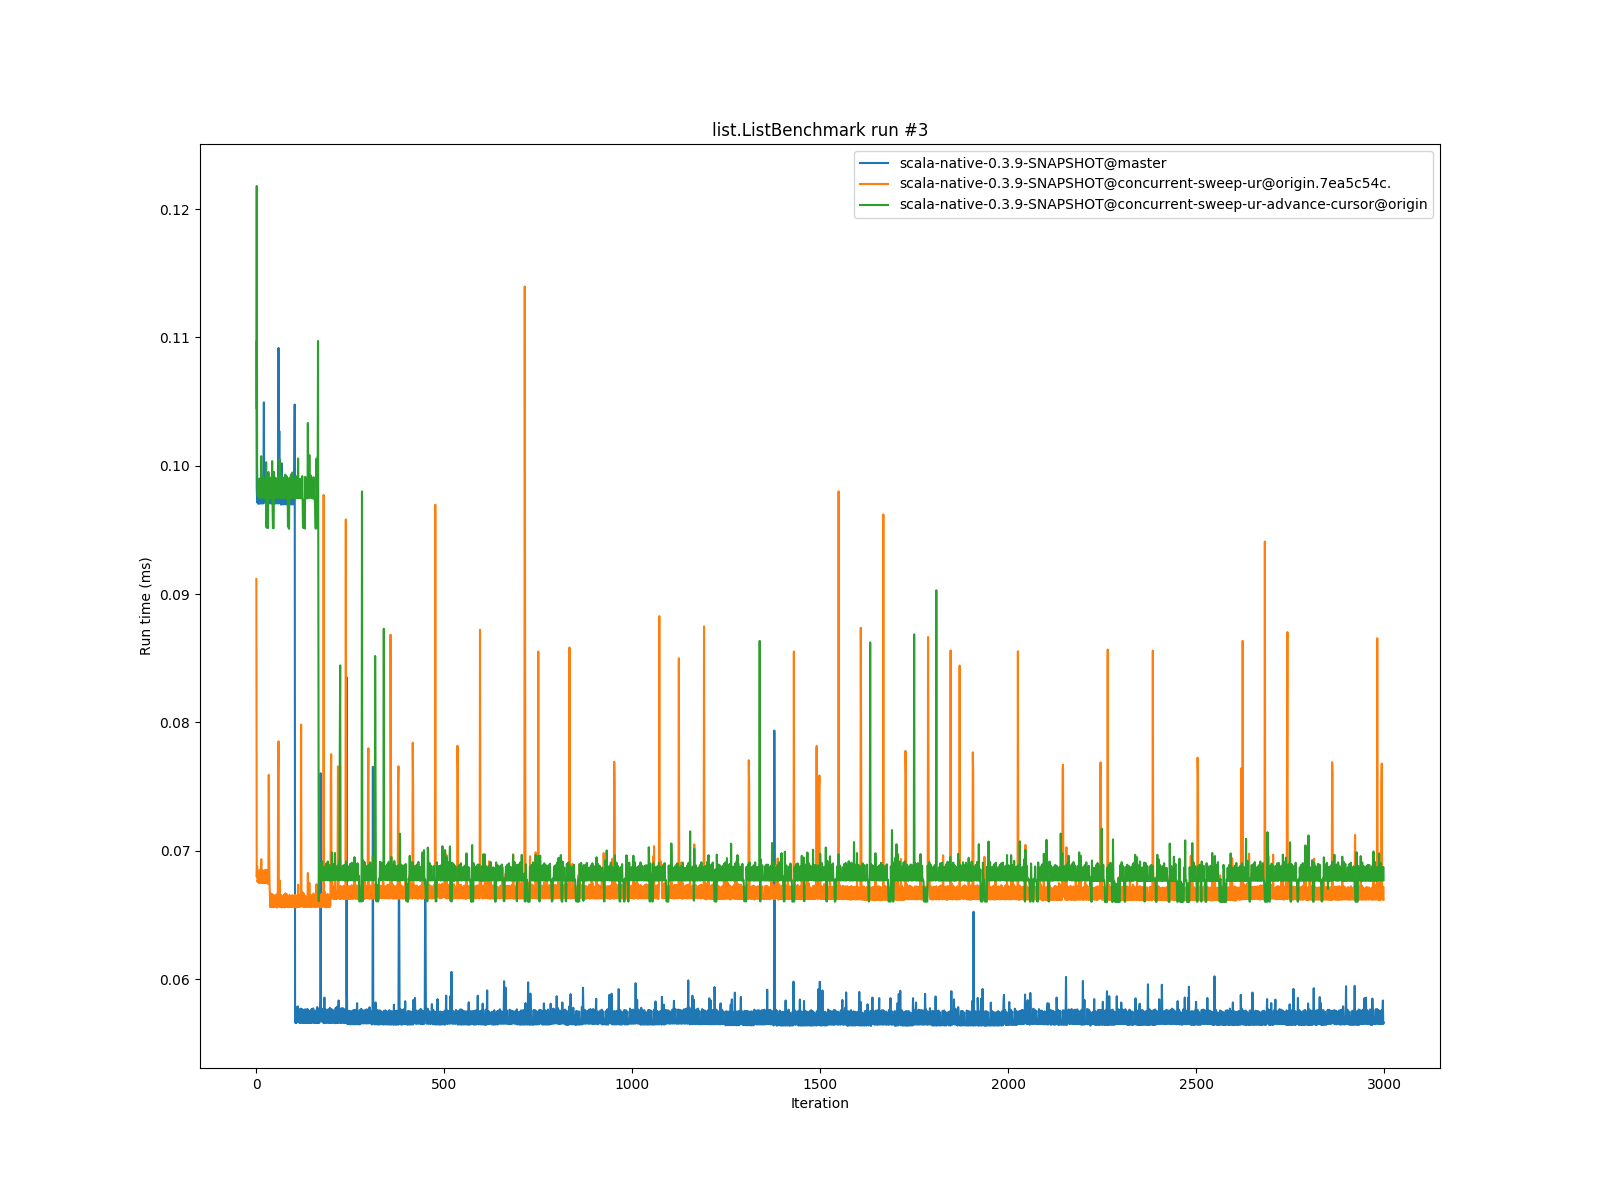 list.ListBenchmark run #3
scala-native-0.3.9-SNAPSHOT@master
scala-native-0.3.9-SNAPSHOT@concurrent-sweep-ur@origin.7ea5c54c.
scala-native-0.3.9-SNAPSHOT@concurrent-sweep-ur-advance-cursor@origin
0.12
0.11
0.10
0.09
0.08
0.07
0.06
Run time (ms)
0 500 1000 1500 2000 2500 3000
Iteration